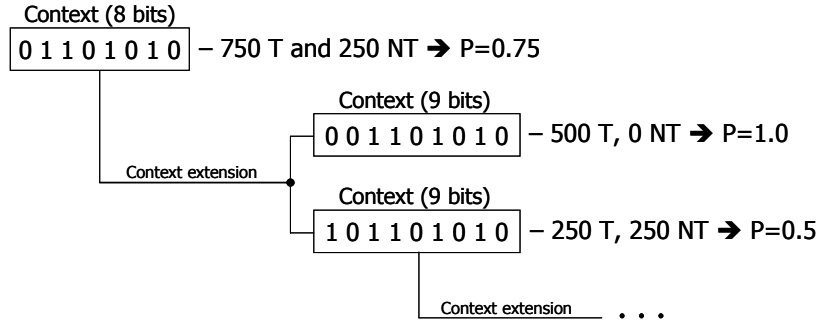 Context (8 bits)
0 1 1 0 1 0 1 0 – 750 T and 250 NT ➔ P=0.75
Context (9 bits)
0 0 1 1 0 1 0 1 0 – 500 T, 0 NT ➔ P=1.0
Context extension
Context (9 bits)
1 0 1 1 0 1 0 1 0 – 250 T, 250 NT ➔ P=0.5
Context extension . . .